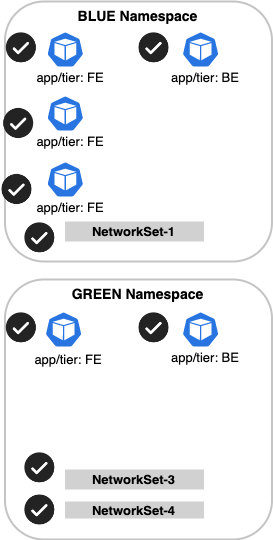 BLUE Namespace
app/tier: FE
app/tier: BE
app/tier: FE
app/tier: FE
NetworkSet-1
GREEN Namespace
app/tier: FE
app/tier: BE
NetworkSet-3
NetworkSet-4